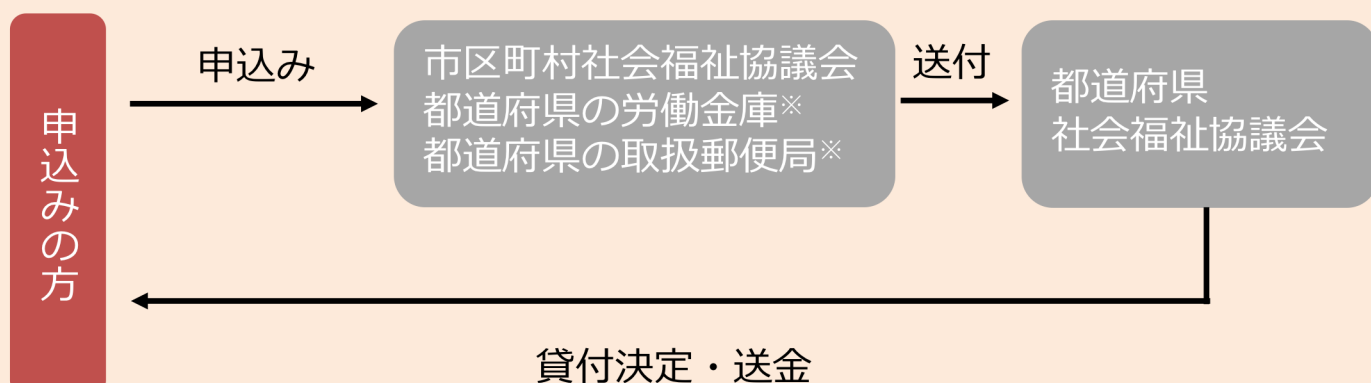 申込みの方
申込み
市区町村社会福祉協議会
都道府県の労働金庫※
都道府県の取扱郵便局※
送付
都道府県
社会福祉協議会
貸付決定・送金